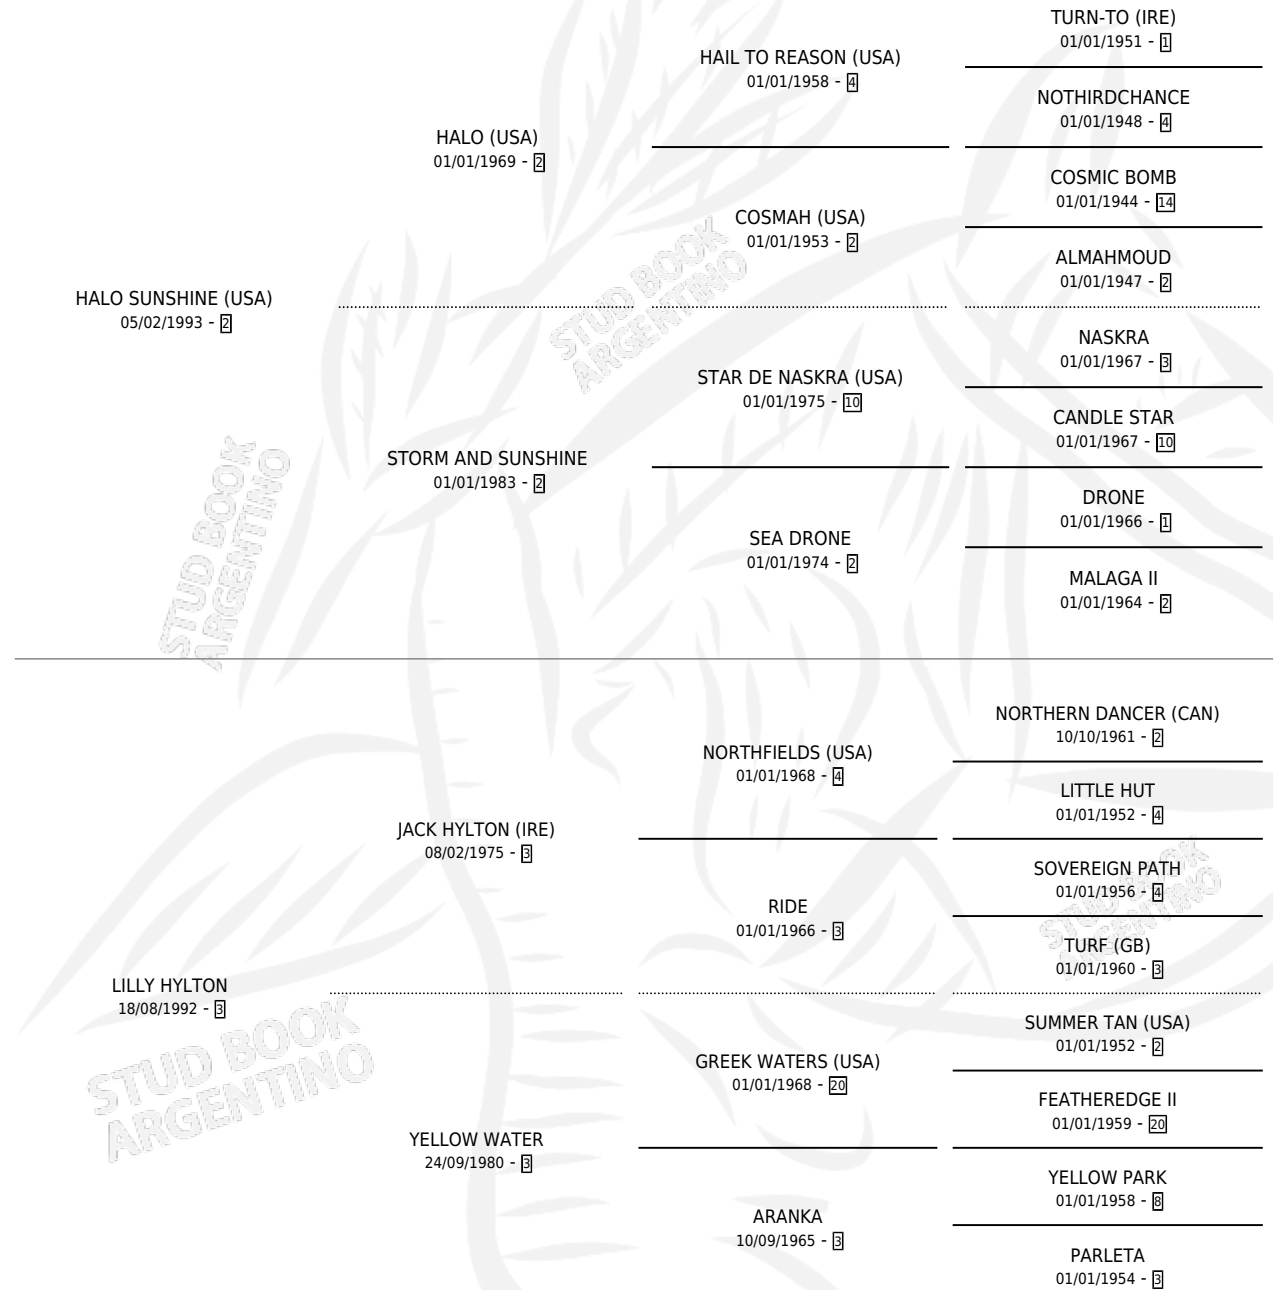 TURN-TO (IRE)
01/01/1951 - 1
HAIL TO REASON (USA)
01/01/1958 - 4
NOTHIRDCHANCE
01/01/1948 - 4
HALO (USA)
01/01/1969 - 2
COSMIC BOMB
01/01/1944 - 14
COSMAH (USA)
01/01/1953 - 2
ALMAHMOUD
01/01/1947 - 2
HALO SUNSHINE (USA)
05/02/1993 - 2
NASKRA
01/01/1967 - 3
STAR DE NASKRA (USA)
01/01/1975 - 10
CANDLE STAR
01/01/1967 - 10
STORM AND SUNSHINE
01/01/1983 - 2
DRONE
01/01/1966 - 1
SEA DRONE
01/01/1974 - 2
MALAGA II
01/01/1964 - 2
NORTHERN DANCER (CAN)
10/10/1961 - 2
NORTHFIELDS (USA)
01/01/1968 - 4
LITTLE HUT
01/01/1952 - 4
JACK HYLTON (IRE)
08/02/1975 - 3
SOVEREIGN PATH
01/01/1956 - 4
RIDE
01/01/1966 - 3
TURF (GB)
01/01/1960 - 3
LILLY HYLTON
18/08/1992 - 3
SUMMER TAN (USA)
01/01/1952 - 2
GREEK WATERS (USA)
01/01/1968 - 20
FEATHEREDGE II
01/01/1959 - 20
YELLOW WATER
24/09/1980 - 3
YELLOW PARK
01/01/1958 - 8
ARANKA
10/09/1965 - 3
PARLETA
01/01/1954 - 3
STUD BOOK
ARGENTINO
STUD BOOK
ARGENTINO
STUD BOOK
ARGENTINO
STUD BOOK
ARGENTINO